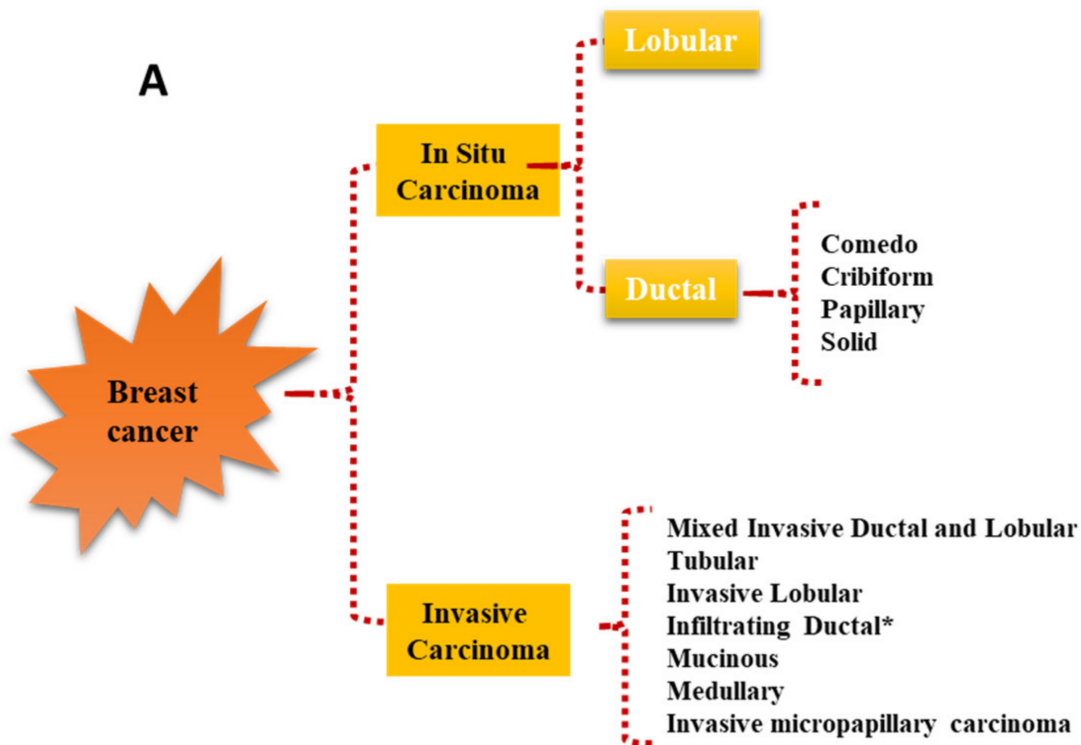 A
Lobular
In Situ
Carcinoma
Comedo
Cribiform
Papillary
Solid
Ductal
Breast
cancer
Mixed Invasive Ductal and Lobular
Tubular
Invasive Lobular
Infiltrating Ductal*
Mucinous
Medullary
Invasive micropapillary carcinoma
Invasive
Carcinoma